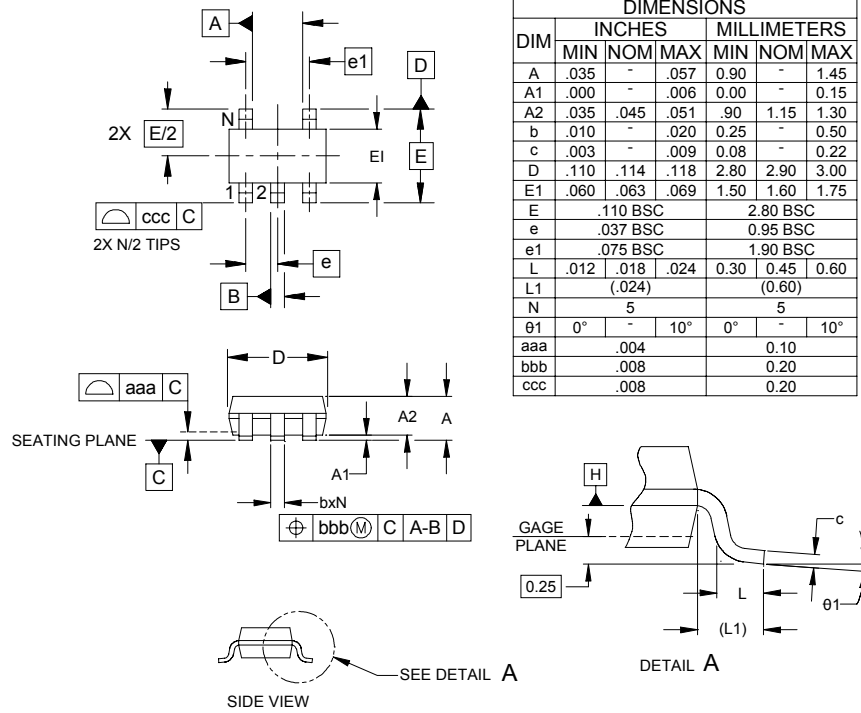 A
e1
D
N
2X E/2
EI
E
1 2
ccc C
2X N/2 TIPS
e
B
D
aaa C
A2 A
SEATING PLANE
C
A1
bxN
bbb M C A-B D
SEE DETAIL A
SIDE VIEW
DIMENSIONS
DIM INCHES MILLIMETERS
MIN NOM MAX MIN NOM MAX
A .035 - .057 0.90 - 1.45
A1 .000 - .006 0.00 - 0.15
A2 .035 .045 .051 .90 1.15 1.30
b .010 - .020 0.25 - 0.50
c .003 - .009 0.08 - 0.22
D .110 .114 .118 2.80 2.90 3.00
E1 .060 .063 .069 1.50 1.60 1.75
E .110 BSC 2.80 BSC
e .037 BSC 0.95 BSC
e1 .075 BSC 1.90 BSC
L .012 .018 .024 0.30 0.45 0.60
L1 (.024) (0.60)
N 5 5
θ1 0° - 10° 0° - 10°
aaa .004 0.10
bbb .008 0.20
ccc .008 0.20
H
c
GAGE
PLANE
0.25
L
θ1
(L1)
DETAIL A